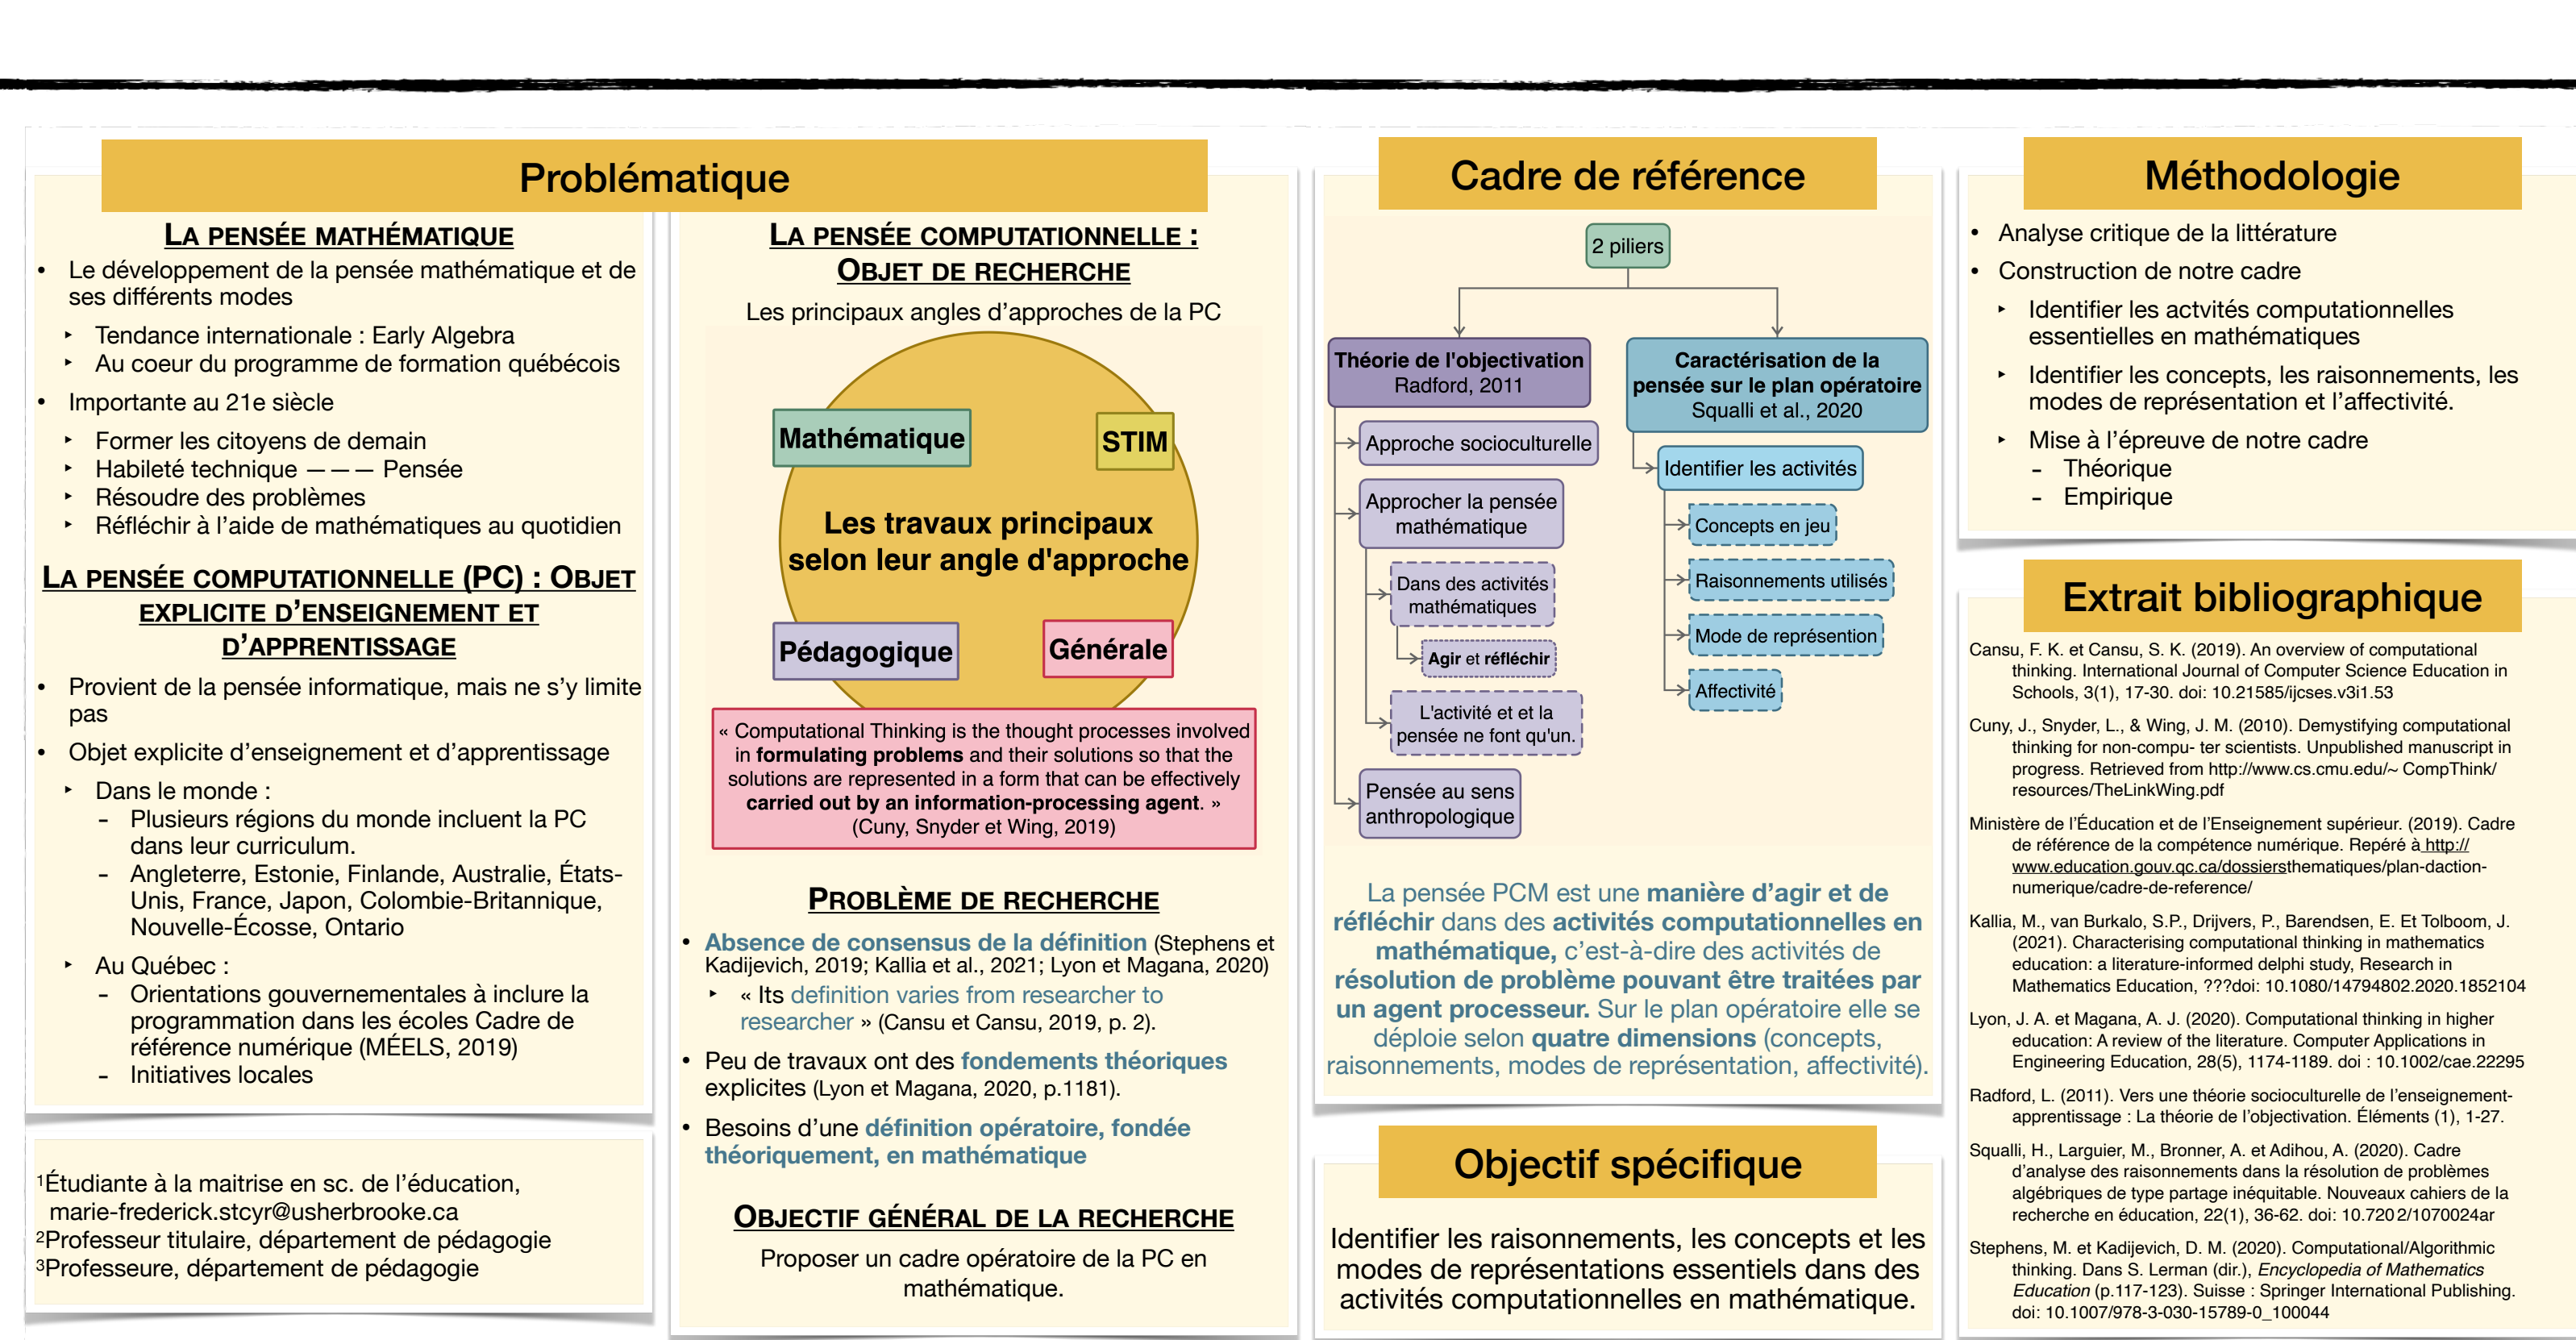 Problématique
LA PENSÉE MATHÉMATIQUE
• Le développement de la pensée mathématique et de
ses différents modes
‣ Tendance internationale : Early Algebra
‣ Au coeur du programme de formation québécois
• Importante au 21e siècle
‣ Former les citoyens de demain
‣ Habileté technique — — — Pensée
‣ Résoudre des problèmes
‣ Réfléchir à l’aide de mathématiques au quotidien
LA PENSÉE COMPUTATIONNELLE (PC) : OBJET
EXPLICITE D’ENSEIGNEMENT ET
D’APPRENTISSAGE
• Provient de la pensée informatique, mais ne s’y limite
pas
• Objet explicite d’enseignement et d’apprentissage
‣ Dans le monde :
- Plusieurs régions du monde incluent la PC
dans leur curriculum.
- Angleterre, Estonie, Finlande, Australie, États-
Unis, France, Japon, Colombie-Britannique,
Nouvelle-Écosse, Ontario
‣ Au Québec :
- Orientations gouvernementales à inclure la
programmation dans les écoles Cadre de
référence numérique (MÉELS, 2019)
- Initiatives locales
1Étudiante à la maitrise en sc. de l’éducation,
marie-frederick.stcyr@usherbrooke.ca
2Professeur titulaire, département de pédagogie
3Professeure, département de pédagogie
LA PENSÉE COMPUTATIONNELLE :
OBJET DE RECHERCHE
Les principaux angles d’approches de la PC
Mathématique
STIM
Les travaux principaux
selon leur angle d'approche
Pédagogique
Générale
« Computational Thinking is the thought processes involved
in formulating problems and their solutions so that the
solutions are represented in a form that can be effectively
carried out by an information-processing agent. »
(Cuny, Snyder et Wing, 2019)
PROBLÈME DE RECHERCHE
• Absence de consensus de la définition (Stephens et
Kadijevich, 2019; Kallia et al., 2021; Lyon et Magana, 2020)
‣ « Its definition varies from researcher to
researcher » (Cansu et Cansu, 2019, p. 2).
• Peu de travaux ont des fondements théoriques
explicites (Lyon et Magana, 2020, p.1181).
• Besoins d’une définition opératoire, fondée
théoriquement, en mathématique
OBJECTIF GÉNÉRAL DE LA RECHERCHE
Proposer un cadre opératoire de la PC en
mathématique.
Cadre de référence
2 piliers
Théorie de l'objectivation
Radford, 2011
Approche socioculturelle
Approcher la pensée
mathématique
Dans des activités
mathématiques
Agir et réfléchir
L'activité et et la
pensée ne font qu'un.
Pensée au sens
anthropologique
Caractérisation de la
pensée sur le plan opératoire
Squalli et al., 2020
Identifier les activités
Concepts en jeu
Raisonnements utilisés
Mode de représention
Affectivité
La pensée PCM est une manière d’agir et de
réfléchir dans des activités computationnelles en
mathématique, c’est-à-dire des activités de
résolution de problème pouvant être traitées par
un agent processeur. Sur le plan opératoire elle se
déploie selon quatre dimensions (concepts,
raisonnements, modes de représentation, affectivité).
Objectif spécifique
Identifier les raisonnements, les concepts et les
modes de représentations essentiels dans des
activités computationnelles en mathématique.
Méthodologie
• Analyse critique de la littérature
• Construction de notre cadre
‣ Identifier les actvités computationnelles
essentielles en mathématiques
‣ Identifier les concepts, les raisonnements, les
modes de représentation et l’affectivité.
‣ Mise à l’épreuve de notre cadre
- Théorique
- Empirique
Extrait bibliographique
Cansu, F. K. et Cansu, S. K. (2019). An overview of computational
thinking. International Journal of Computer Science Education in
Schools, 3(1), 17-30. doi: 10.21585/ijcses.v3i1.53
Cuny, J., Snyder, L., & Wing, J. M. (2010). Demystifying computational
thinking for non-compu- ter scientists. Unpublished manuscript in
progress. Retrieved from http://www.cs.cmu.edu/~ CompThink/
resources/TheLinkWing.pdf
Ministère de l’Éducation et de l’Enseignement supérieur. (2019). Cadre
de référence de la compétence numérique. Repéré à http://
www.education.gouv.qc.ca/dossiersthematiques/plan-daction-
numerique/cadre-de-reference/
Kallia, M., van Burkalo, S.P., Drijvers, P., Barendsen, E. Et Tolboom, J.
(2021). Characterising computational thinking in mathematics
education: a literature-informed delphi study, Research in
Mathematics Education, ???doi: 10.1080/14794802.2020.1852104
Lyon, J. A. et Magana, A. J. (2020). Computational thinking in higher
education: A review of the literature. Computer Applications in
Engineering Education, 28(5), 1174-1189. doi : 10.1002/cae.22295
Radford, L. (2011). Vers une théorie socioculturelle de l’enseignement-
apprentissage : La théorie de l’objectivation. Éléments (1), 1-27.
Squalli, H., Larguier, M., Bronner, A. et Adihou, A. (2020). Cadre
d’analyse des raisonnements dans la résolution de problèmes
algébriques de type partage inéquitable. Nouveaux cahiers de la
recherche en éducation, 22(1), 36-62. doi: 10.7202/1070024ar
Stephens, M. et Kadijevich, D. M. (2020). Computational/Algorithmic
thinking. Dans S. Lerman (dir.), Encyclopedia of Mathematics
Education (p.117-123). Suisse : Springer International Publishing.
doi: 10.1007/978-3-030-15789-0_100044